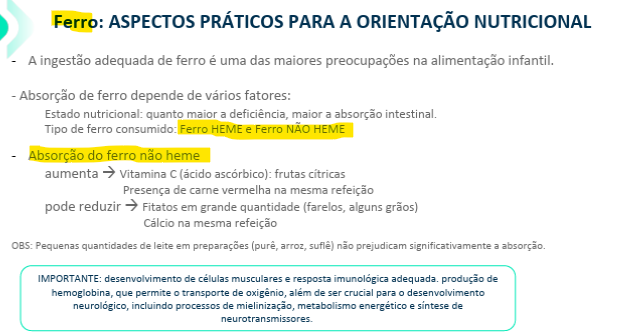 Ferro: ASPECTOS PRÁTICOS PARA A ORIENTAÇÃO NUTRICIONAL
- A ingestão adequada de ferro é uma das maiores preocupações na alimentação infantil.
- Absorção de ferro depende de vários fatores:
Estado nutricional: quanto maior a deficiência, maior a absorção intestinal.
Tipo de ferro consumido: Ferro HEME e Ferro NÃO HEME
- Absorção do ferro não heme
aumenta → Vitamina C (ácido ascórbico): frutas cítricas
Presença de carne vermelha na mesma refeição
pode reduzir → Fitatos em grande quantidade (farelos, alguns grãos)
Cálcio na mesma refeição
OBS: Pequenas quantidades de leite em preparações (purê, arroz, suflê) não prejudicam significativamente a absorção.
IMPORTANTE: desenvolvimento de células musculares e resposta imunológica adequada. produção de
hemoglobina, que permite o transporte de oxigênio, além de ser crucial para o desenvolvimento
neurológico, incluindo processos de mielinização, metabolismo energético e síntese de
neurotransmissores.